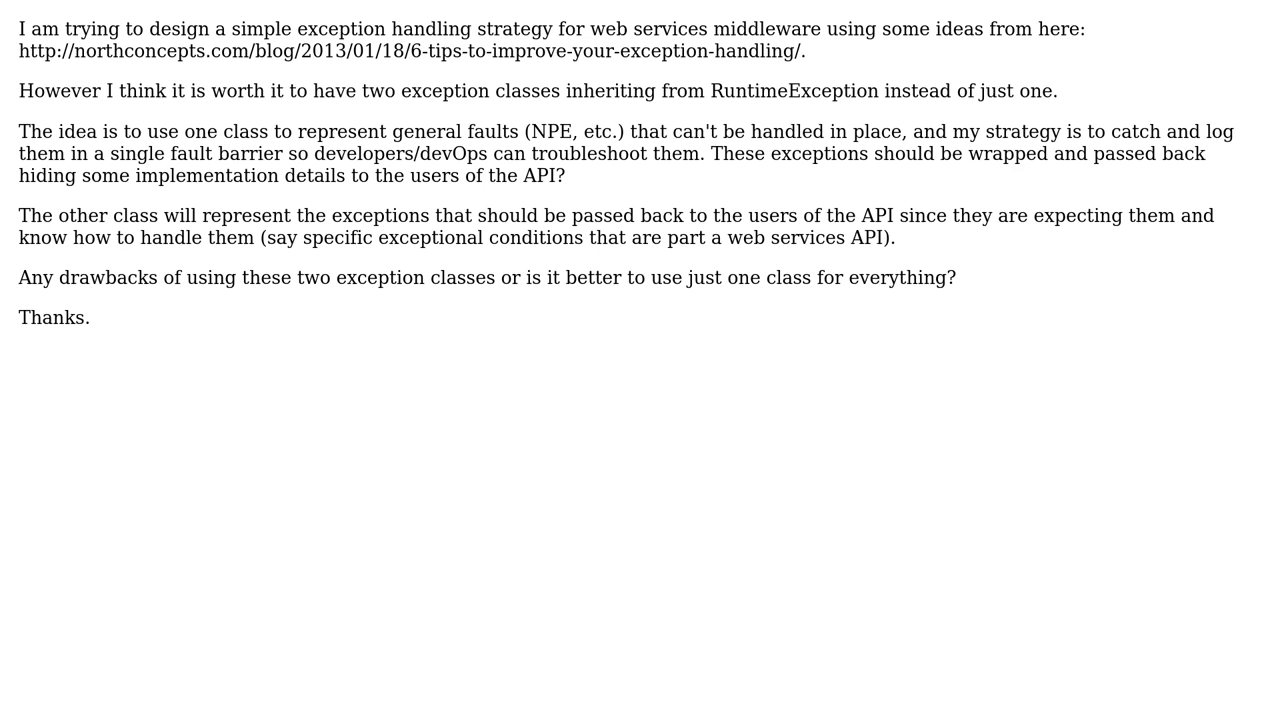 I am trying to design a simple exception handling strategy for web services middleware using some ideas from here:
http://northconcepts.com/blog/2013/01/18/6-tips-to-improve-your-exception-handling/.
However I think it is worth it to have two exception classes inheriting from RuntimeException instead of just one.
The idea is to use one class to represent general faults (NPE, etc.) that can't be handled in place, and my strategy is to catch and log
them in a single fault barrier so developers/devOps can troubleshoot them. These exceptions should be wrapped and passed back
hiding some implementation details to the users of the API?
The other class will represent the exceptions that should be passed back to the users of the API since they are expecting them and
know how to handle them (say specific exceptional conditions that are part a web services API).
Any drawbacks of using these two exception classes or is it better to use just one class for everything?
Thanks.